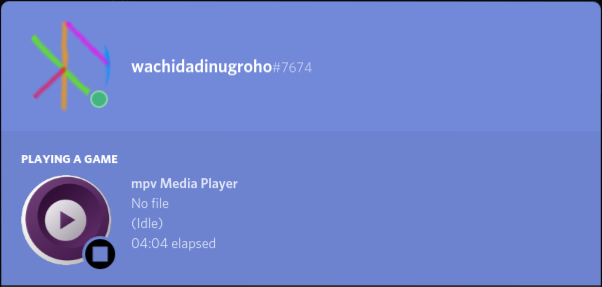 wachidadinugroho#7674
PLAYING A GAME
mpv Media Player
No file
(Idle)
04:04 elapsed